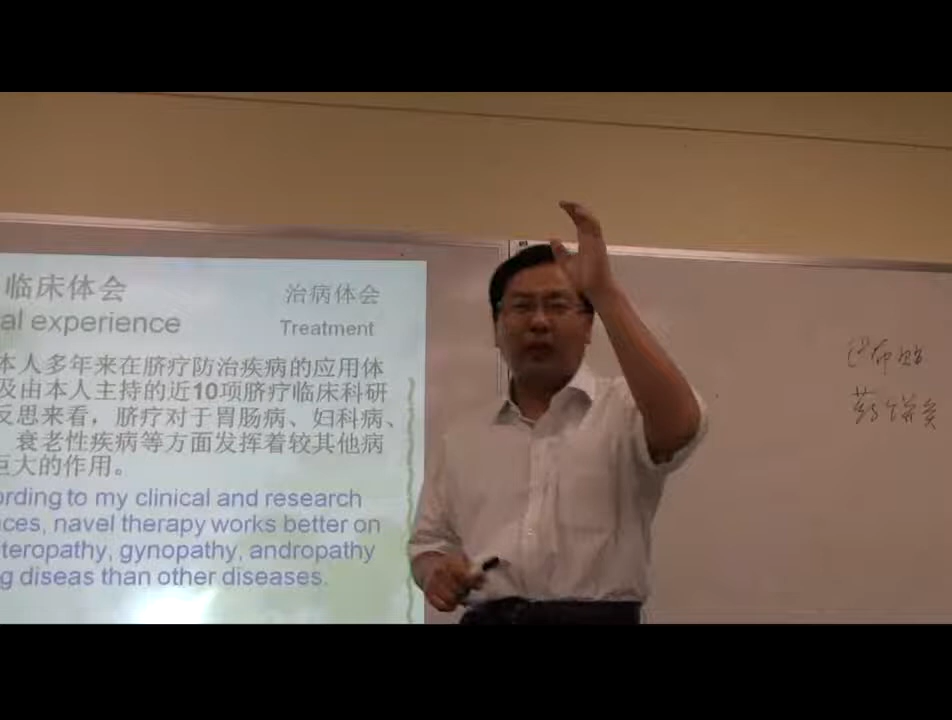 临床体会
治病体会
al experience
Treatment
本人多年来在脐疗防治疾病的应用体
及由本人主持的近10项脐疗临床科研
反思来看，脐疗对于胃肠病、妇科病、
衰老性疾病等方面发挥着较其他病
巨大的作用。
ording to my clinical and research
ces, navel therapy works better on
teropathy, gynopathy, andropathy
g diseas than other diseases.
药饼灸